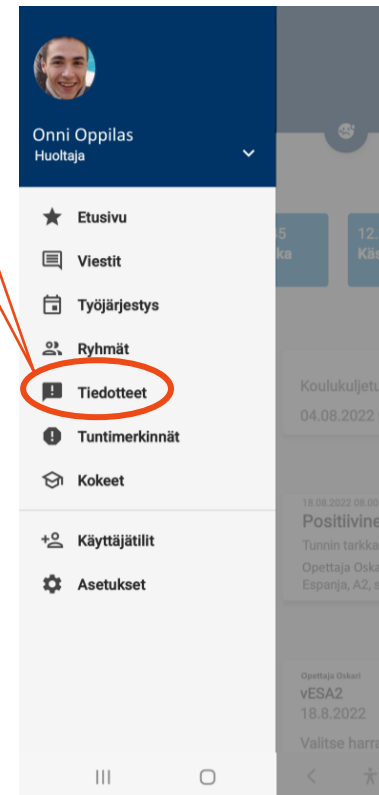 Onni Oppilas
Huoltaja
Etusivu
Viestit
Työjärjestys
Ryhmät
Tiedotteet
Tuntimerkinnät
Kokeet
Käyttäjätilit
Asetukset
12.
Koulukuljetu
04.08.2022
18.08.2022 08.00
Positiivine
Tunnin tarkka
Opettaja Oska
Espanja, A2, s
Opettaja Oskari
vESA2
18.8.2022
Valitse harra